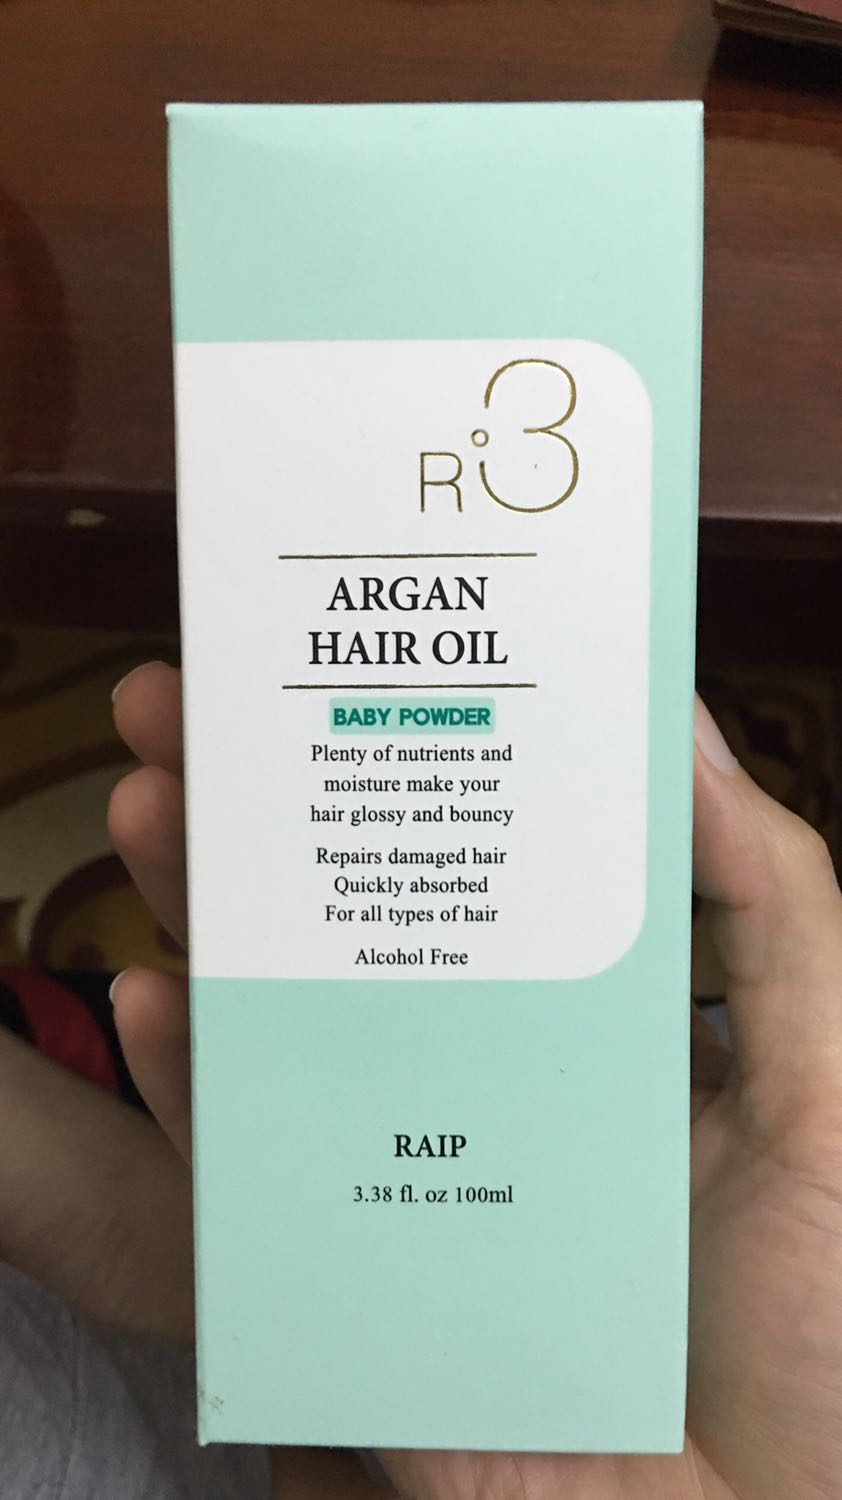 R3
ARGAN
HAIR OIL
BABY POWDER
Plenty of nutrients and
moisture make your
hair glossy and bouncy
Repairs damaged hair
Quickly absorbed
For all types of hair
Alcohol Free
RAIP
3.38 fl. oz 100ml